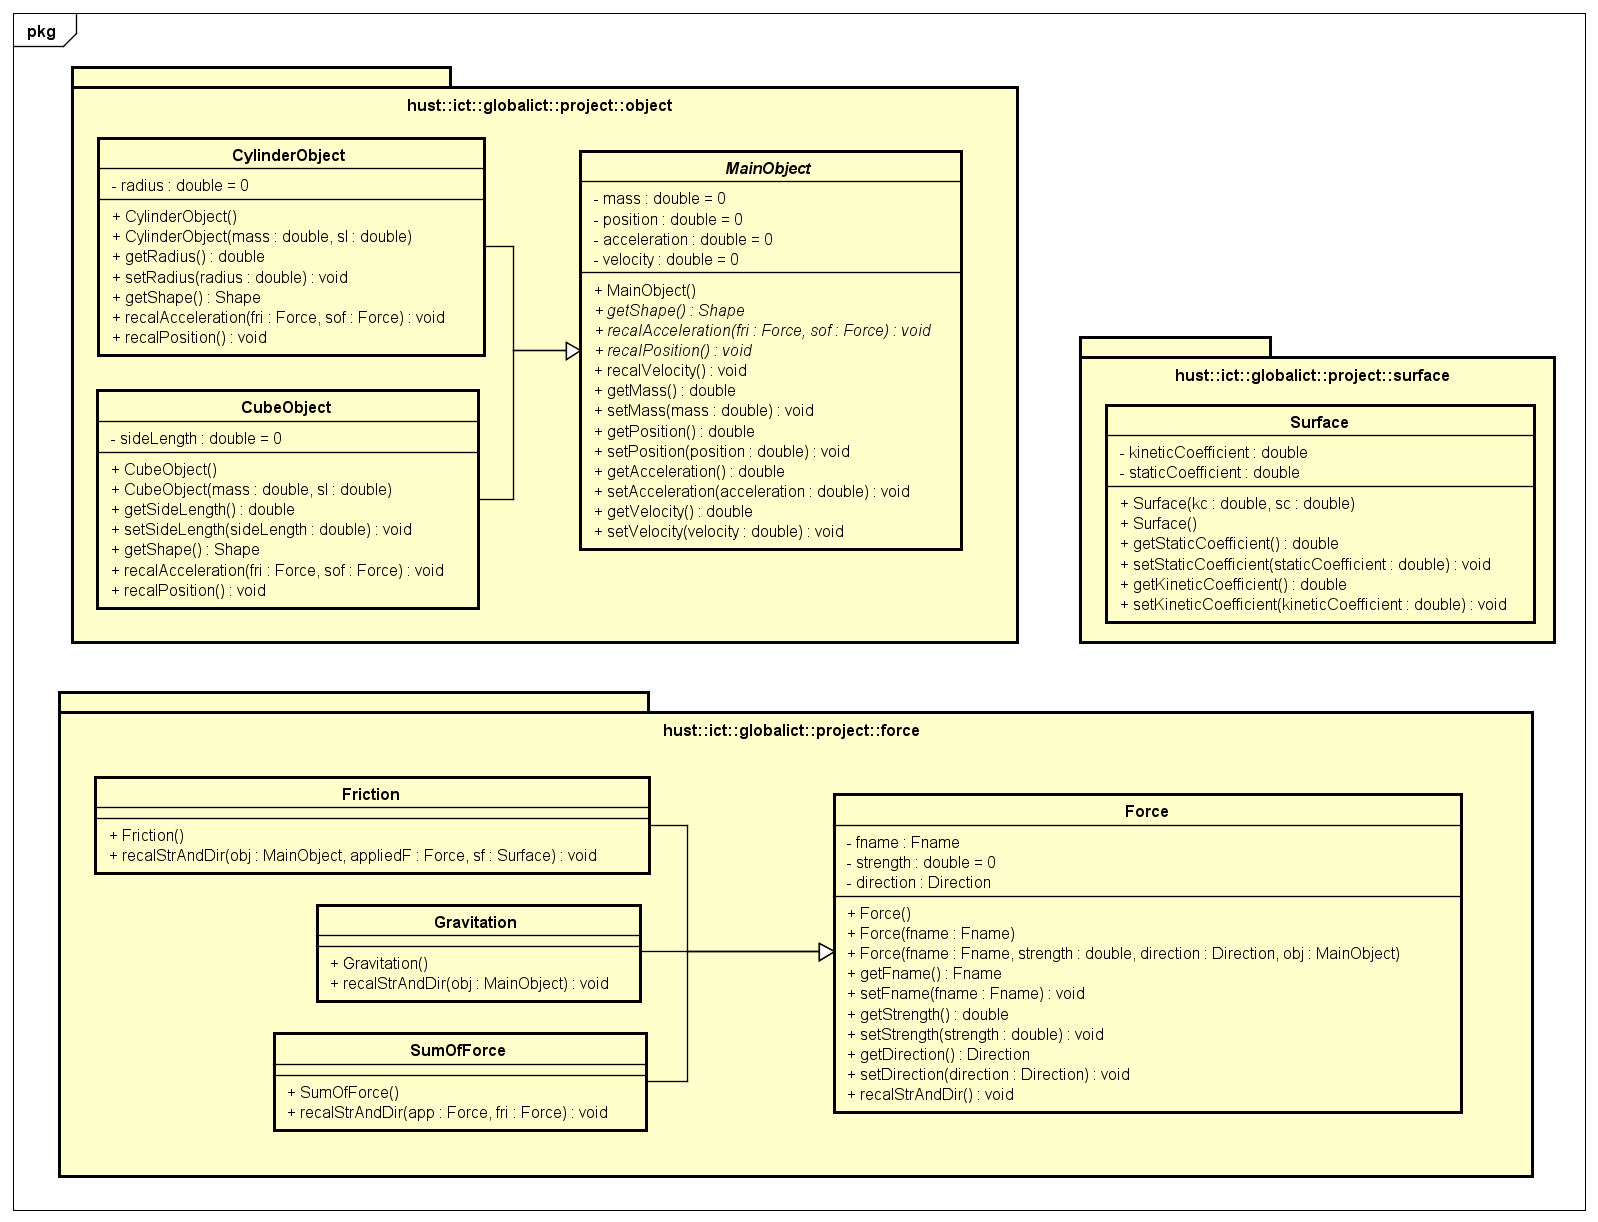 pkg
hust::ict::globalict::project::object
CylinderObject
- radius : double = 0
+ CylinderObject()
+ CylinderObject(mass : double, sl : double)
+ getRadius() : double
+ setRadius(radius : double) : void
+ getShape() : Shape
+ recalAcceleration(fri : Force, sof : Force) : void
+ recalPosition() : void
CubeObject
- sideLength : double = 0
+ CubeObject()
+ CubeObject(mass : double, sl : double)
+ getSideLength() : double
+ setSideLength(sideLength : double) : void
+ getShape() : Shape
+ recalAcceleration(fri : Force, sof : Force) : void
+ recalPosition() : void
MainObject
- mass : double = 0
- position : double = 0
- acceleration : double = 0
- velocity : double = 0
+ MainObject()
+ getShape() : Shape
+ recalAcceleration(fri : Force, sof : Force) : void
+ recalPosition() : void
+ recalVelocity() : void
+ getMass() : double
+ setMass(mass : double) : void
+ getPosition() : double
+ setPosition(position : double) : void
+ getAcceleration() : double
+ setAcceleration(acceleration : double) : void
+ getVelocity() : double
+ setVelocity(velocity : double) : void
hust::ict::globalict::project::surface
Surface
- kineticCoefficient : double
- staticCoefficient : double
+ Surface(kc : double, sc : double)
+ Surface()
+ getStaticCoefficient() : double
+ setStaticCoefficient(staticCoefficient : double) : void
+ getKineticCoefficient() : double
+ setKineticCoefficient(kineticCoefficient : double) : void
hust::ict::globalict::project::force
Friction
+ Friction()
+ recalStrAndDir(obj : MainObject, appliedF : Force, sf : Surface) : void
Gravitation
+ Gravitation()
+ recalStrAndDir(obj : MainObject) : void
SumOfForce
+ SumOfForce()
+ recalStrAndDir(app : Force, fri : Force) : void
Force
- fname : Fname
- strength : double = 0
- direction : Direction
+ Force()
+ Force(fname : Fname)
+ Force(fname : Fname, strength : double, direction : Direction, obj : MainObject)
+ getFname() : Fname
+ setFname(fname : Fname) : void
+ getStrength() : double
+ setStrength(strength : double) : void
+ getDirection() : Direction
+ setDirection(direction : Direction) : void
+ recalStrAndDir() : void